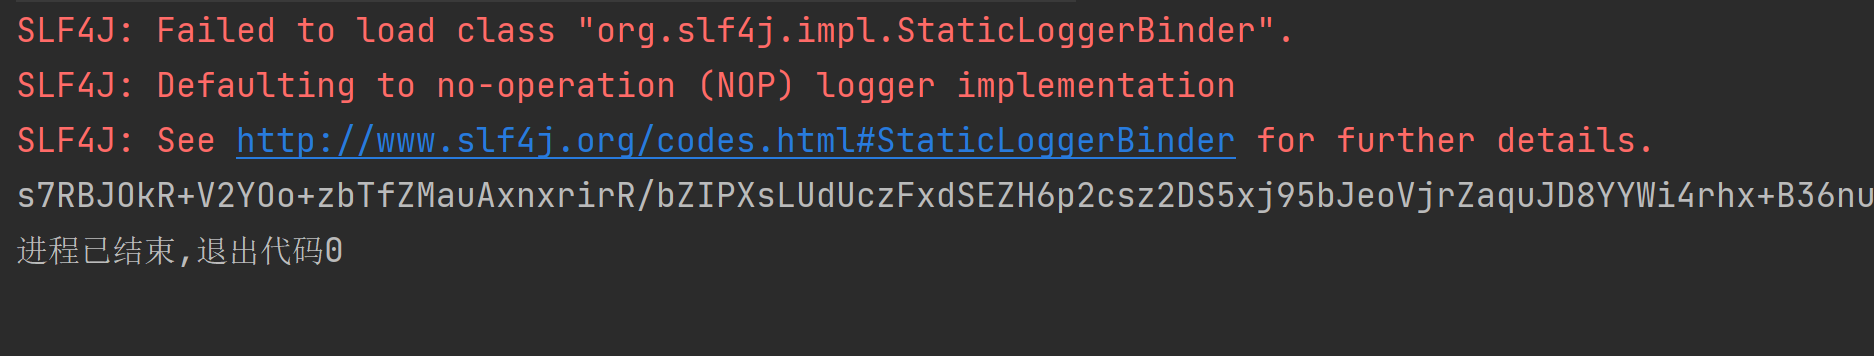 SLF4J: Failed to load class "org.slf4j.impl.StaticLoggerBinder".
SLF4J: Defaulting to no-operation (NOP) logger implementation
SLF4J: See http://www.slf4j.org/codes.html#StaticLoggerBinder for further details.
s7RBJOkR+V2YOo+zbTfZMauAxnxrirR/bZIPXsLUdUczFxdSEZH6p2csz2DS5xj95bJeoVjrZaquJD8YYWi4rhx+B36nu
进程已结束,退出代码0